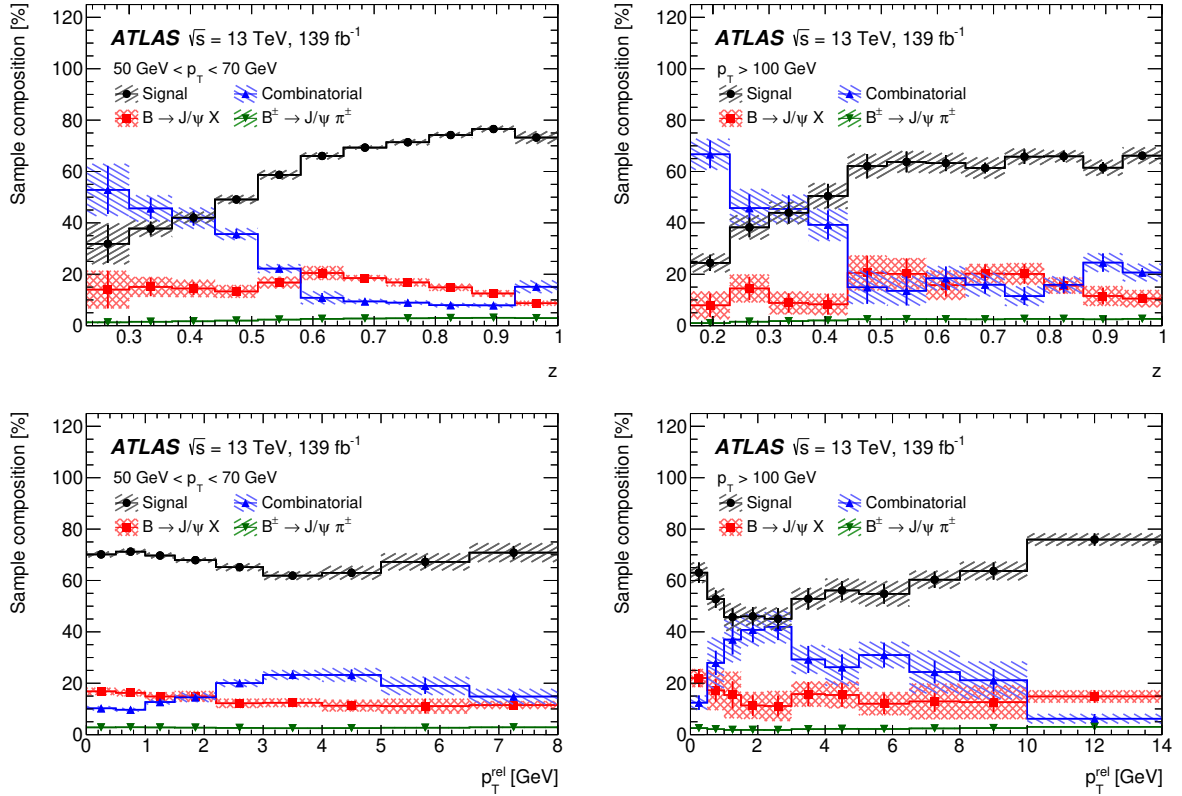 Sample composition [%]
120
100
80
60
40
20
0
ATLAS √s = 13 TeV, 139 fb-1
50 GeV < pT < 70 GeV
Signal Combinatorial
B → J/ψ X B± → J/ψ π±
0.3 0.4 0.5 0.6 0.7 0.8 0.9 1
z
Sample composition [%]
120
100
80
60
40
20
0
ATLAS √s = 13 TeV, 139 fb-1
pT > 100 GeV
Signal Combinatorial
B → J/ψ X B± → J/ψ π±
0.2 0.3 0.4 0.5 0.6 0.7 0.8 0.9 1
z
Sample composition [%]
120
100
80
60
40
20
0
ATLAS √s = 13 TeV, 139 fb-1
50 GeV < pT < 70 GeV
Signal Combinatorial
B → J/ψ X B± → J/ψ π±
0 1 2 3 4 5 6 7 8
pTrel [GeV]
Sample composition [%]
120
100
80
60
40
20
0
ATLAS √s = 13 TeV, 139 fb-1
pT > 100 GeV
Signal Combinatorial
B → J/ψ X B± → J/ψ π±
0 2 4 6 8 10 12 14
pTrel [GeV]